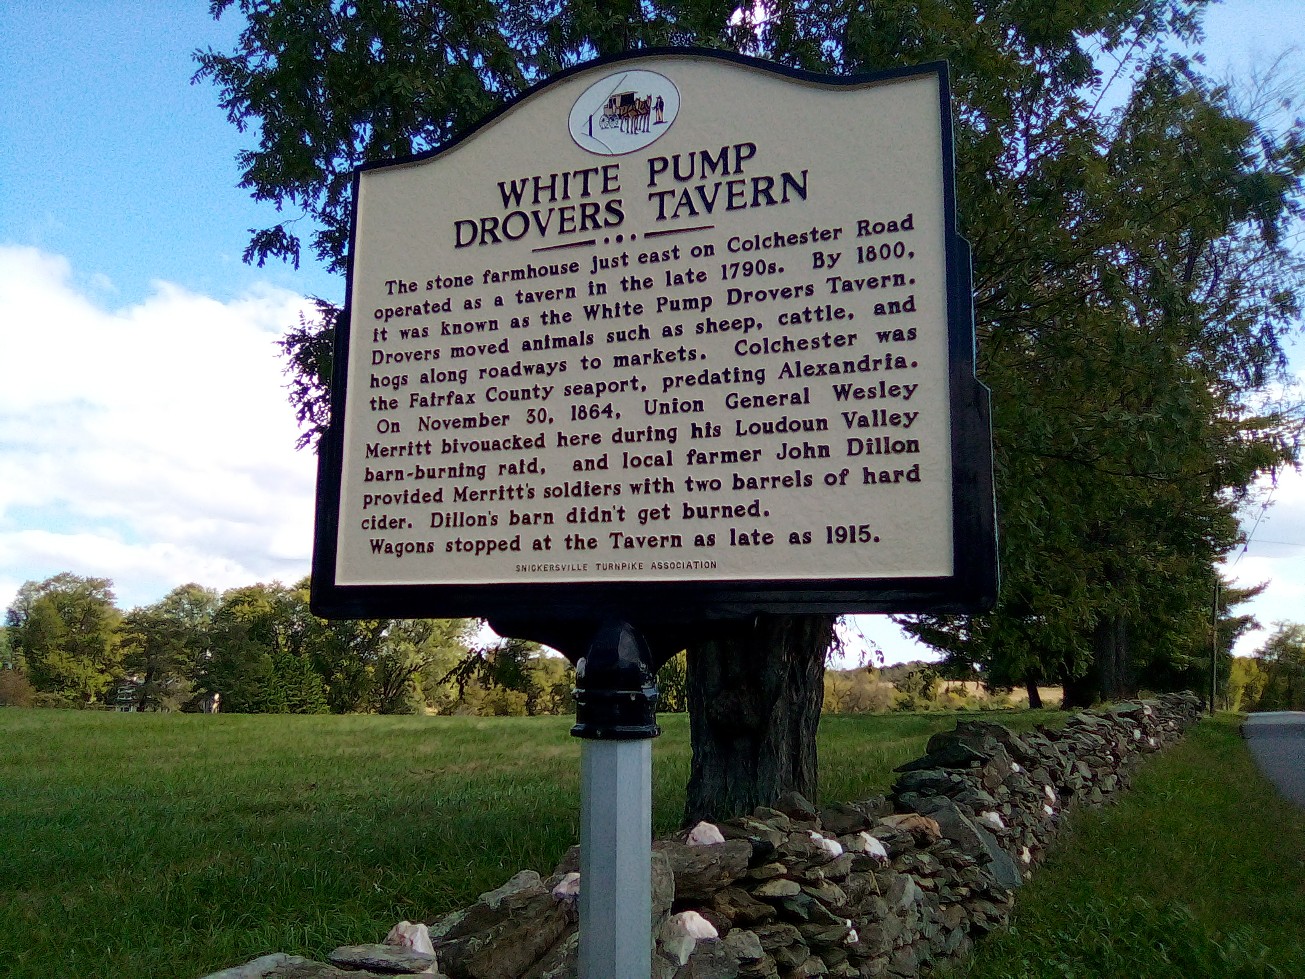 WHITE PUMP
DROVERS TAVERN
The stone farmhouse just east on Colchester Road
operated as a tavern in the late 1790s. By 1800,
it was known as the White Pump Drovers Tavern.
Drovers moved animals such as sheep, cattle, and
hogs along roadways to markets. Colchester was
the Fairfax County seaport, predating Alexandria.
On November 30, 1864, Union General Wesley
Merritt bivouacked here during his Loudoun Valley
barn-burning raid, and local farmer John Dillon
provided Merritt's soldiers with two barrels of hard
cider. Dillon's barn didn't get burned.
Wagons stopped at the Tavern as late as 1915.
SNICKERSVILLE TURNPIKE ASSOCIATION